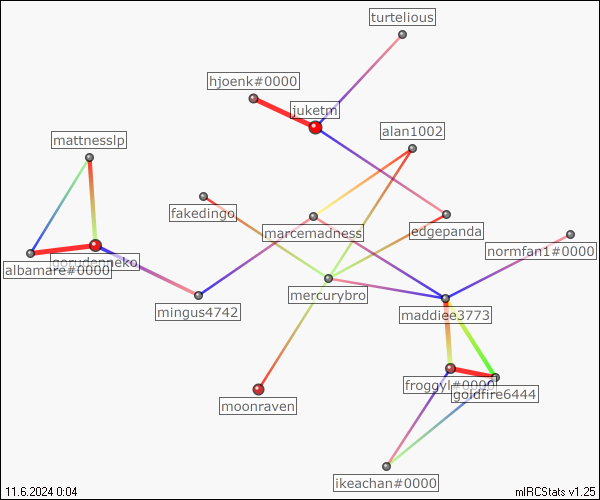 turtelious
hjoenk#0000
juketm
alan1002
mattnesslp
fakedingo
marcemadness
edgepanda
normfan1#0000
albamare#0000
mingus4742
mercurybro
maddiee3773
froggyl#0000
goldfire6444
moonraven
ikeachan#0000
11.6.2024 0:04
mIRCStats v1.25